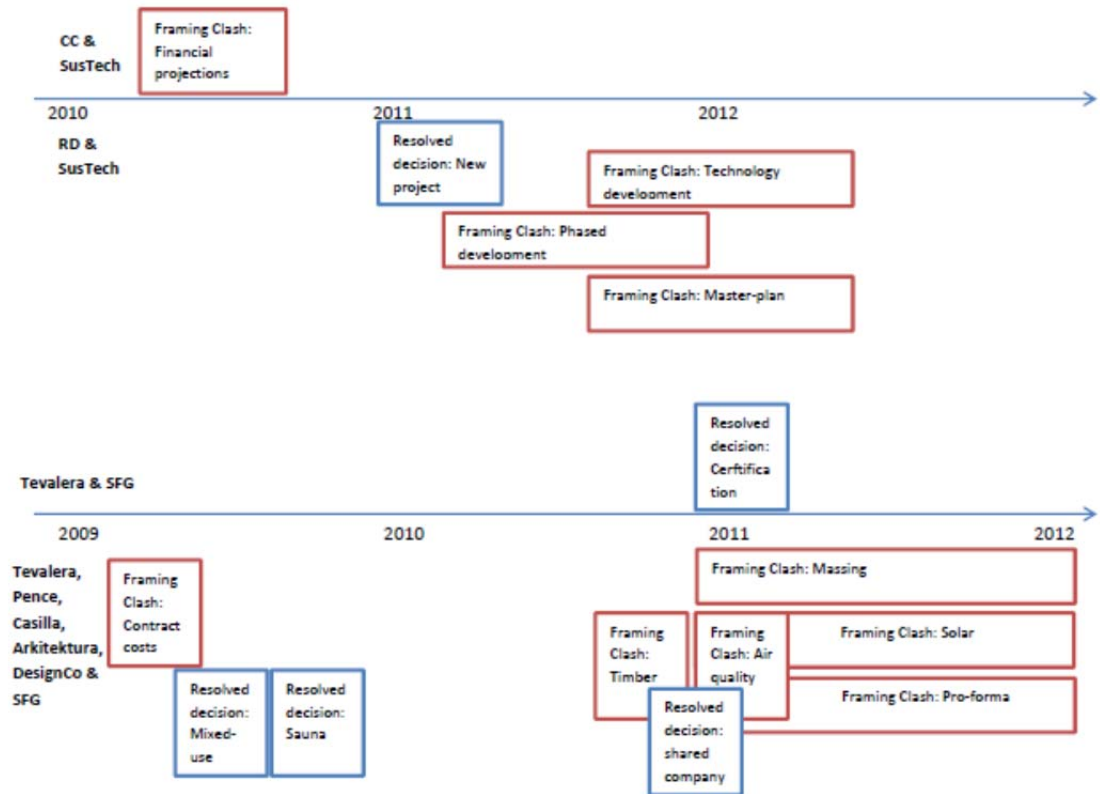 CC &
SusTech
Framing Clash:
Financial
projections
2010
2011
2012
RD &
SusTech
Resolved
decision: New
project
Framing Clash: Technology
development
Framing Clash: Phased
development
Framing Clash: Master-plan
Resolved
decision:
Cerftifica
tion
Tevalera & SFG
2009
2010
2011
2012
Tevalera,
Pence,
Casilla,
Arkitektura,
DesignCo &
SFG
Framing
Clash:
Contract
costs
Resolved
decision:
Mixed-
use
Resolved
decision:
Sauna
Framing Clash: Massing
Framing
Clash:
Timber
Framing
Clash: Air
quality
Framing Clash: Solar
Resolved
decision:
shared
company
Framing Clash: Pro-forma